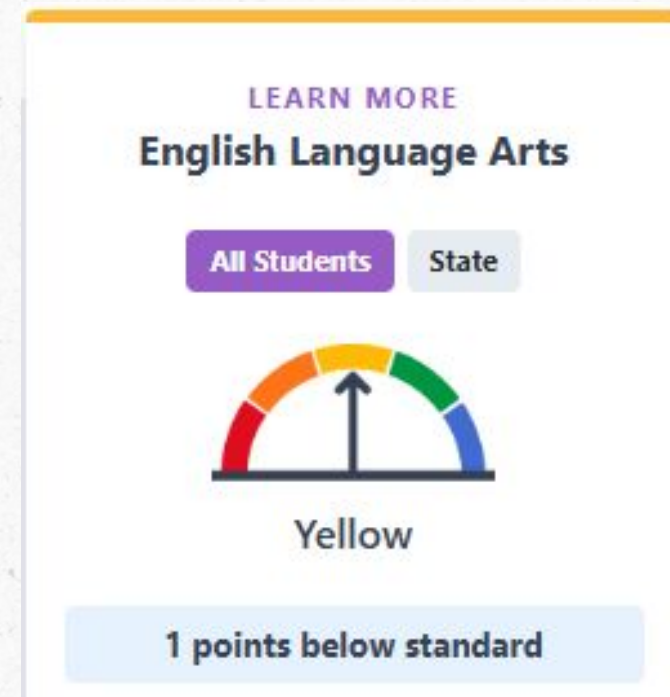 LEARN MORE
English Language Arts
All Students State
Yellow
1 points below standard